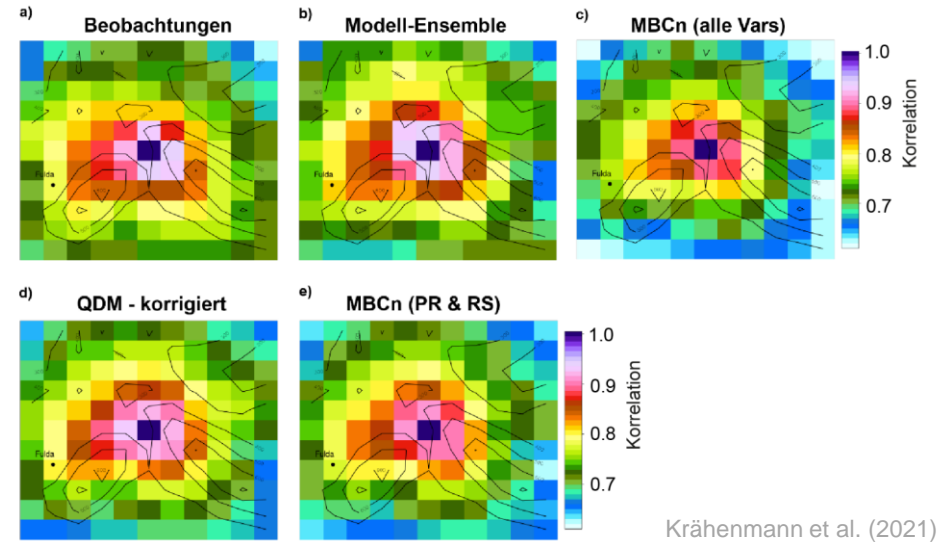 a)
Beobachtungen
b)
Modell-Ensemble
c)
MBCn (alle Vars)
Fulda
Fulda
Fulda
1.0
0.9
0.8
0.7
Korrelation
d)
QDM - korrigiert
e)
MBCn (PR & RS)
Fulda
Fulda
1.0
0.9
0.8
0.7
Korrelation
Krähenmann et al. (2021)